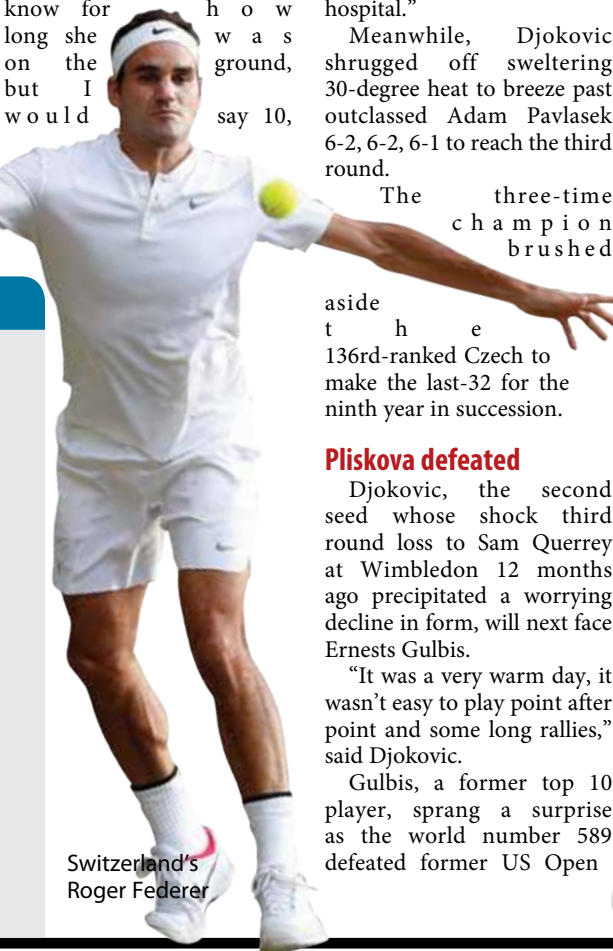 know for how
long she was
on the ground,
but I
would say 10,
hospital.”
Meanwhile, Djokovic
shrugged off sweltering
30-degree heat to breeze past
outclassed Adam Pavlasek
6-2, 6-2, 6-1 to reach the third
round.
The three-time
champion
brushed
aside
the
136rd-ranked Czech to
make the last-32 for the
ninth year in succession.
Pliskova defeated
Djokovic, the second
seed whose shock third
round loss to Sam Querrey
at Wimbledon 12 months
ago precipitated a worrying
decline in form, will next face
Ernests Gulbis.
“It was a very warm day, it
wasn’t easy to play point after
point and some long rallies,”
said Djokovic.
Gulbis, a former top 10
player, sprang a surprise
as the world number 589
defeated former US Open
Switzerland’s
Roger Federer